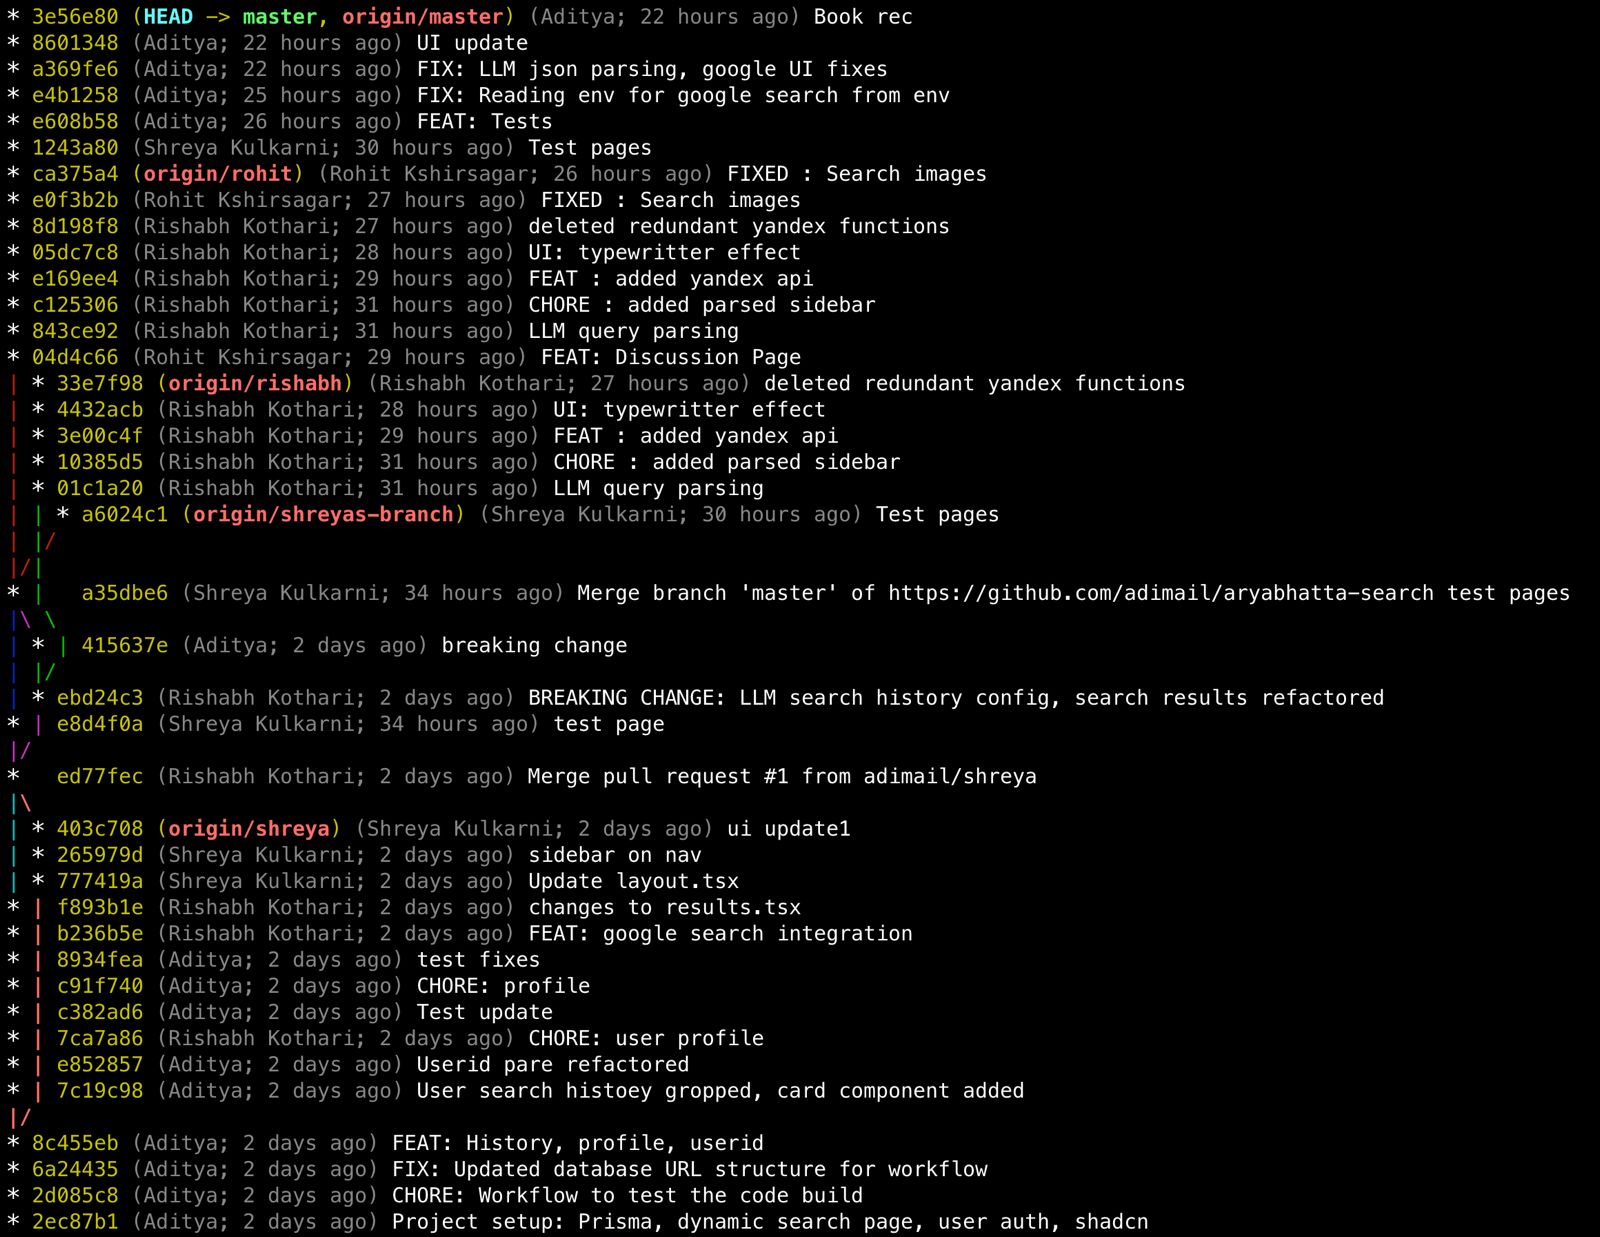 * 3e56e80 (HEAD -> master, origin/master) (Aditya; 22 hours ago) Book rec
* 8601348 (Aditya; 22 hours ago) UI update
* a369fe6 (Aditya; 22 hours ago) FIX: LLM json parsing, google UI fixes
* e4b1258 (Aditya; 25 hours ago) FIX: Reading env for google search from env
* e608b58 (Aditya; 26 hours ago) FEAT: Tests
* 1243a80 (Shreya Kulkarni; 30 hours ago) Test pages
* ca375a4 (origin/rohit) (Rohit Kshirsagar; 26 hours ago) FIXED : Search images
* e0f3b2b (Rohit Kshirsagar; 27 hours ago) FIXED : Search images
* 8d198f8 (Rishabh Kothari; 27 hours ago) deleted redundant yandex functions
* 05dc7c8 (Rishabh Kothari; 28 hours ago) UI: typewritter effect
* e169ee4 (Rishabh Kothari; 29 hours ago) FEAT : added yandex api
* c125306 (Rishabh Kothari; 31 hours ago) CHORE : added parsed sidebar
* 843ce92 (Rishabh Kothari; 31 hours ago) LLM query parsing
* 04d4c66 (Rohit Kshirsagar; 29 hours ago) FEAT: Discussion Page
| * 33e7f98 (origin/rishabh) (Rishabh Kothari; 27 hours ago) deleted redundant yandex functions
| * 4432acb (Rishabh Kothari; 28 hours ago) UI: typewritter effect
| * 3e00c4f (Rishabh Kothari; 29 hours ago) FEAT : added yandex api
| * 10385d5 (Rishabh Kothari; 31 hours ago) CHORE : added parsed sidebar
| * 01c1a20 (Rishabh Kothari; 31 hours ago) LLM query parsing
| | * a6024c1 (origin/shreyas-branch) (Shreya Kulkarni; 30 hours ago) Test pages
| |/
|/|
* |   a35dbe6 (Shreya Kulkarni; 34 hours ago) Merge branch 'master' of https://github.com/adimail/aryabhatta-search test pages
|\ \
| * | 415637e (Aditya; 2 days ago) breaking change
| |/
| * ebd24c3 (Rishabh Kothari; 2 days ago) BREAKING CHANGE: LLM search history config, search results refactored
* | e8d4f0a (Shreya Kulkarni; 34 hours ago) test page
|/
*   ed77fec (Rishabh Kothari; 2 days ago) Merge pull request #1 from adimail/shreya
|\
| * 403c708 (origin/shreya) (Shreya Kulkarni; 2 days ago) ui update1
| * 265979d (Shreya Kulkarni; 2 days ago) sidebar on nav
| * 777419a (Shreya Kulkarni; 2 days ago) Update layout.tsx
* | f893b1e (Rishabh Kothari; 2 days ago) changes to results.tsx
* | b236b5e (Rishabh Kothari; 2 days ago) FEAT: google search integration
* | 8934fea (Aditya; 2 days ago) test fixes
* | c91f740 (Aditya; 2 days ago) CHORE: profile
* | c382ad6 (Aditya; 2 days ago) Test update
* | 7ca7a86 (Rishabh Kothari; 2 days ago) CHORE: user profile
* | e852857 (Aditya; 2 days ago) Userid pare refactored
* | 7c19c98 (Aditya; 2 days ago) User search histoey gropped, card component added
|/
* 8c455eb (Aditya; 2 days ago) FEAT: History, profile, userid
* 6a24435 (Aditya; 2 days ago) FIX: Updated database URL structure for workflow
* 2d085c8 (Aditya; 2 days ago) CHORE: Workflow to test the code build
* 2ec87b1 (Aditya; 2 days ago) Project setup: Prisma, dynamic search page, user auth, shadcn